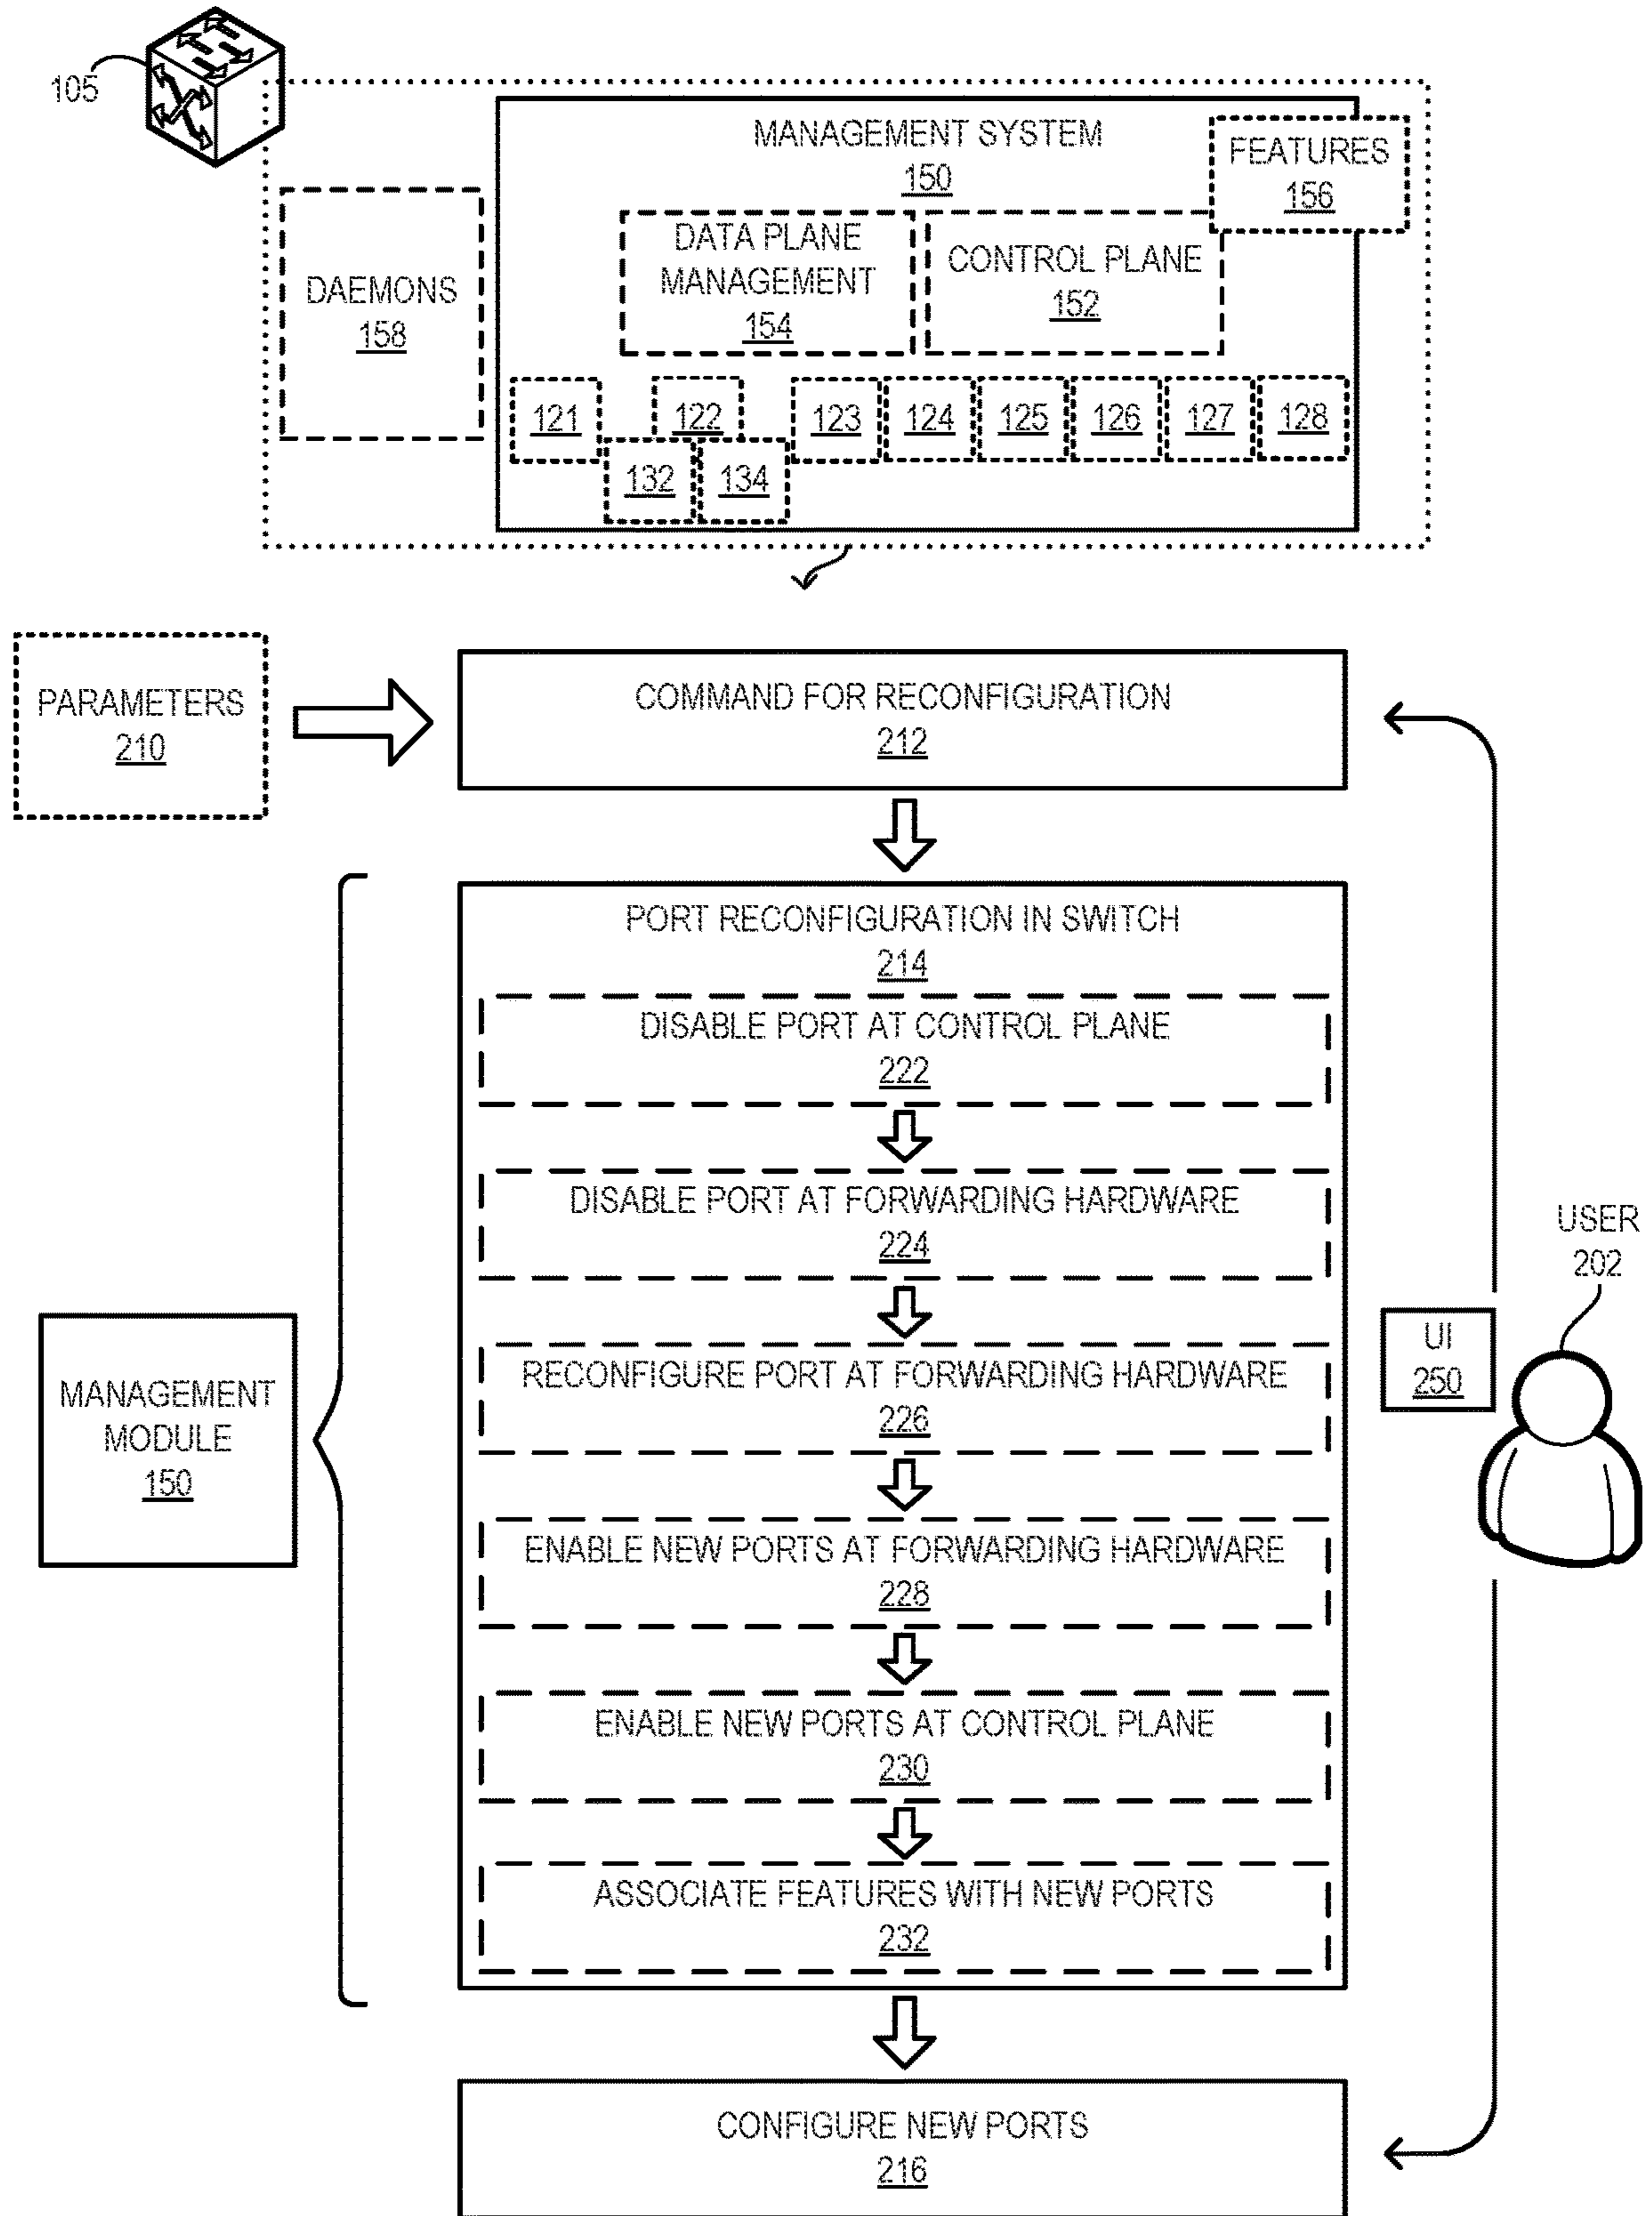 105
MANAGEMENT SYSTEM
150
FEATURES
156
DAEMONS
158
DATA PLANE
MANAGEMENT
154
CONTROL PLANE
152
121
122
123
124
125
126
127
128
132
134
PARAMETERS
210
COMMAND FOR RECONFIGURATION
212
PORT RECONFIGURATION IN SWITCH
214
DISABLE PORT AT CONTROL PLANE
222
DISABLE PORT AT FORWARDING HARDWARE
224
RECONFIGURE PORT AT FORWARDING HARDWARE
226
ENABLE NEW PORTS AT FORWARDING HARDWARE
228
ENABLE NEW PORTS AT CONTROL PLANE
230
ASSOCIATE FEATURES WITH NEW PORTS
232
MANAGEMENT
MODULE
150
USER
202
UI
250
CONFIGURE NEW PORTS
216